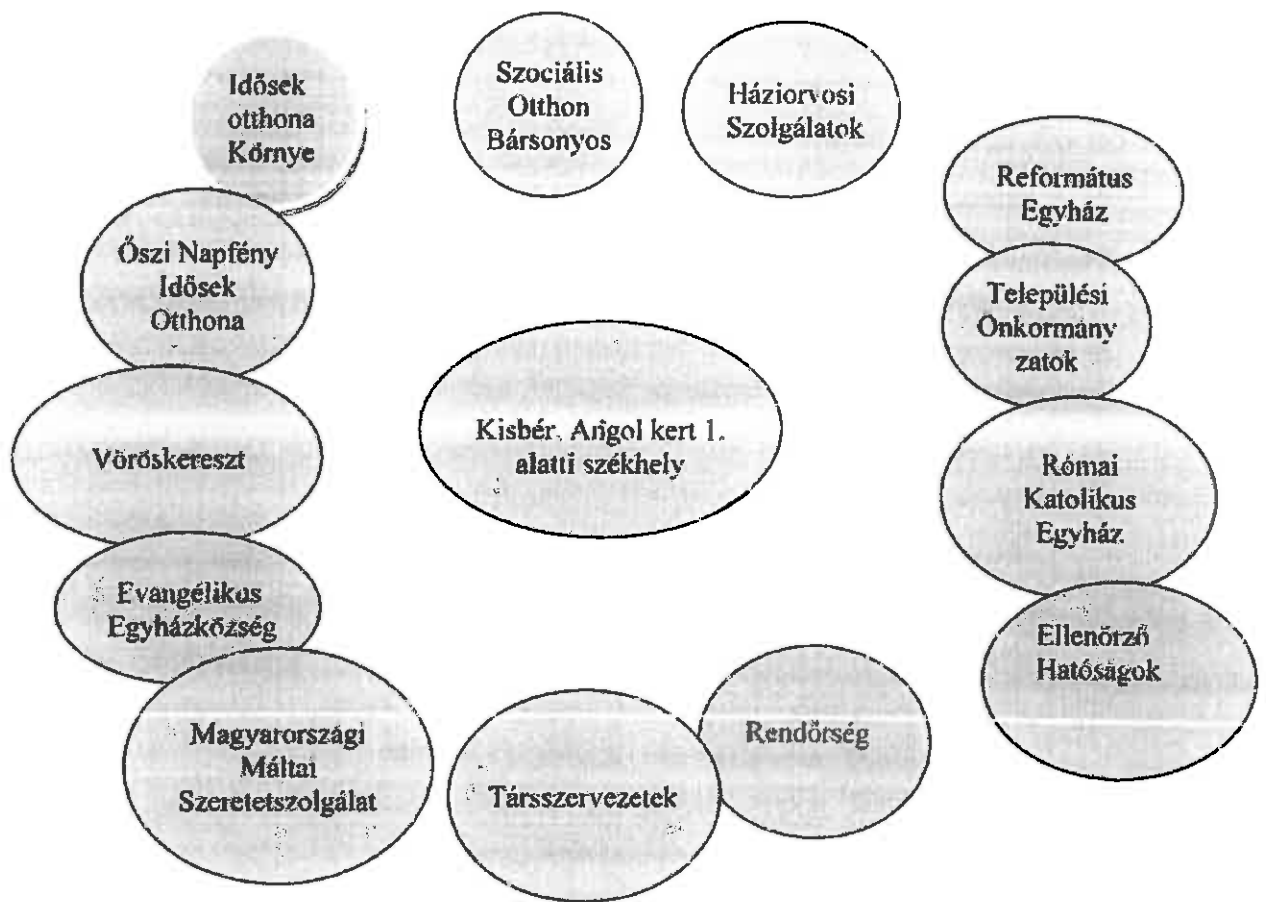 Idősek
otthona
Környe
Szociális
Otthon
Bársonyos
Háziorvosi
Szolgálatok
Református
Egyház
Őszi Napfény
Idősek
Otthona
Települési
Önkormány
zatok
Kisbér, Angol kert 1.
alatti székhely
Vöröskereszt
Római
Katolikus
Egyház
Evangélikus
Egyházközség
Ellenőrző
Hatóságok
Magyarországi
Máltai
Szeretetszolgálat
Társszervezetek
Rendőrség